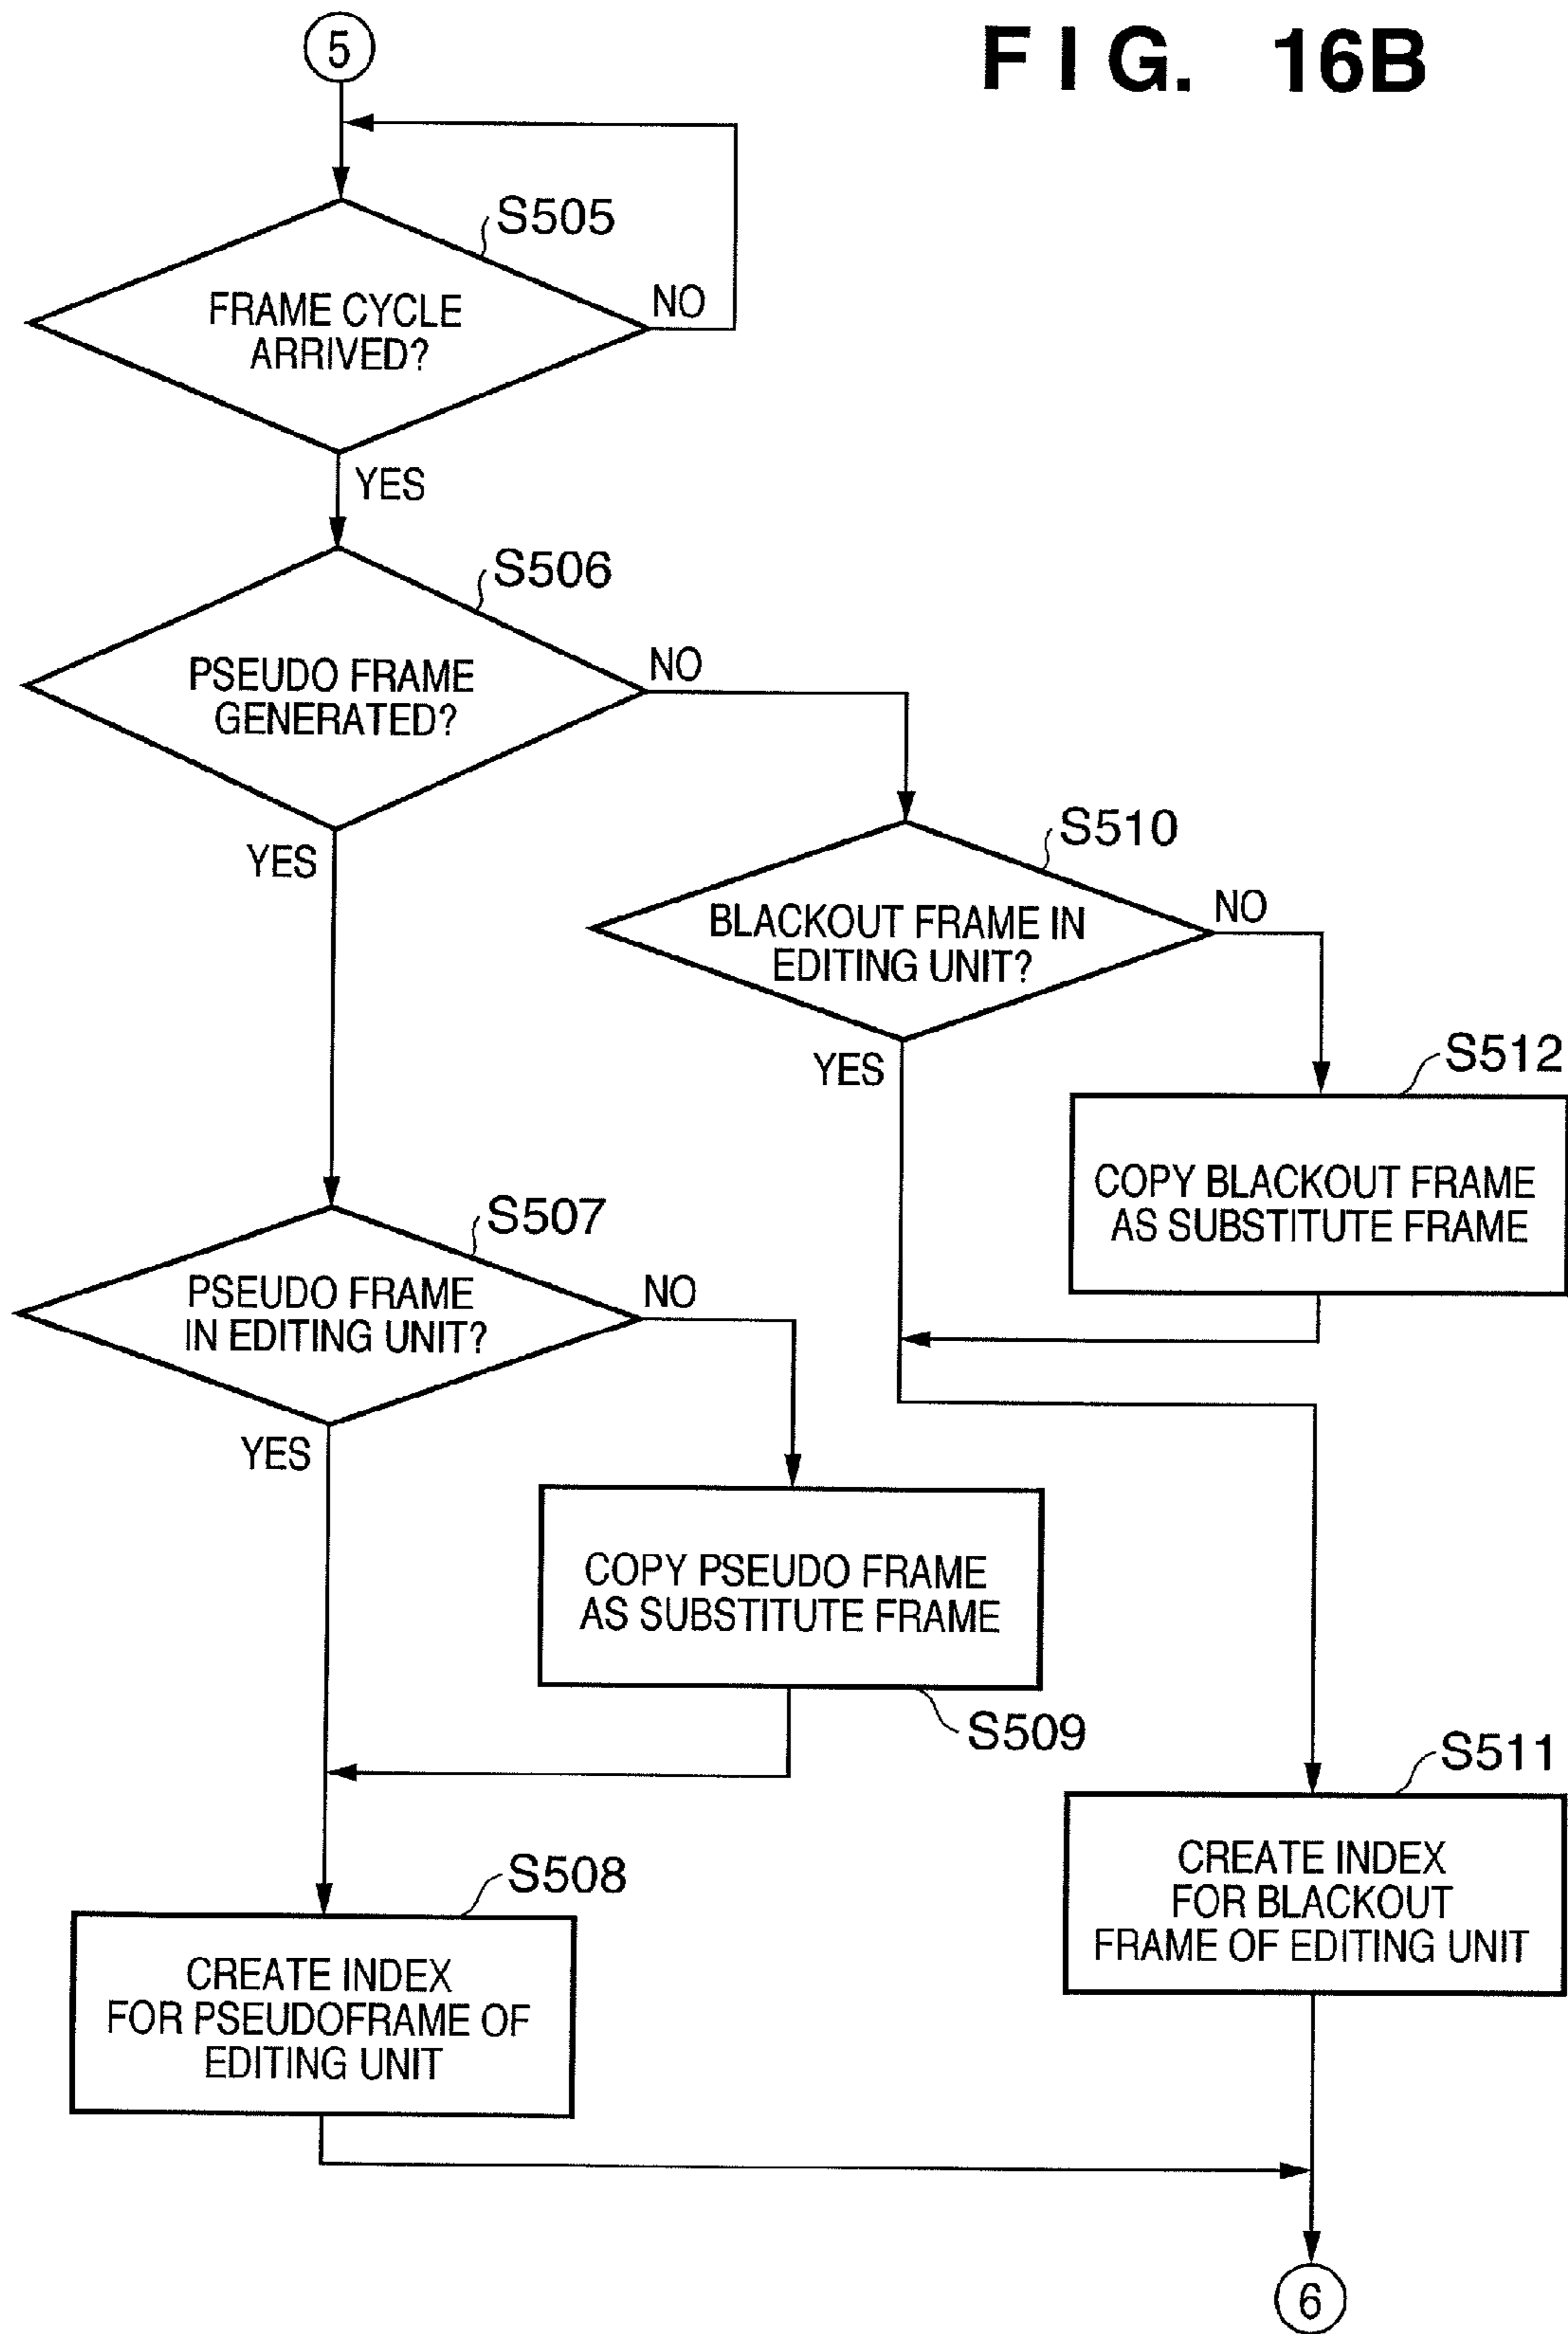 FIG. 16B
5
S505
FRAME CYCLE
ARRIVED?
NO
YES
S506
PSEUDO FRAME
GENERATED?
NO
YES
S510
BLACKOUT FRAME IN
EDITING UNIT?
NO
YES
S512
COPY BLACKOUT FRAME
AS SUBSTITUTE FRAME
S507
PSEUDO FRAME
IN EDITING UNIT?
NO
YES
COPY PSEUDO FRAME
AS SUBSTITUTE FRAME
S509
S511
CREATE INDEX
FOR BLACKOUT
FRAME OF EDITING UNIT
S508
CREATE INDEX
FOR PSEUDOFRAME OF
EDITING UNIT
6